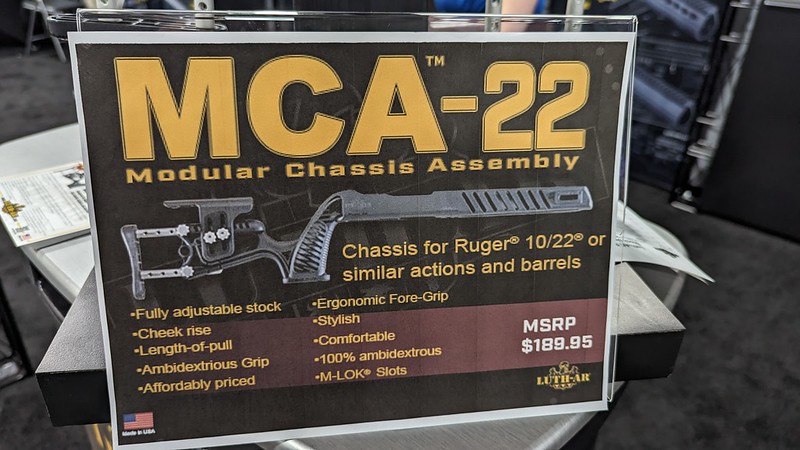 MCA™-22
Modular Chassis Assembly
Chassis for Ruger® 10/22® or
similar actions and barrels
•Fully adjustable stock
•Cheek rise
•Length-of-pull
•Ambidextrious Grip
•Affordably priced
•Ergonomic Fore-Grip
•Stylish
•Comfortable
•100% ambidextrous
•M-LOK® Slots
MSRP
$189.95
LUTH-AR
Made in USA